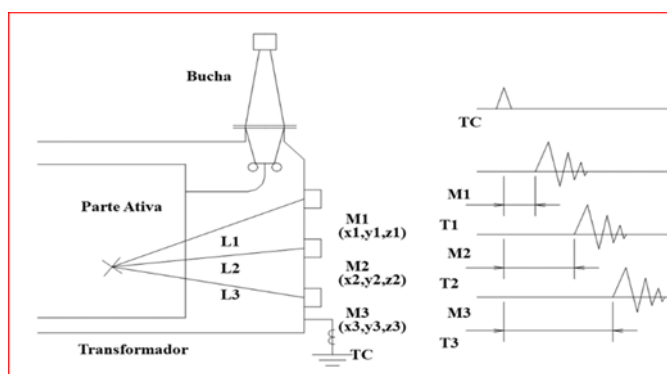 Bucha
Parte Ativa
L1
L2
L3
M1
(x1,y1,z1)
M2
(x2,y2,z2)
M3
(x3,y3,z3)
Transformador
TC
TC
M1
T1
M2
T2
M3
T3